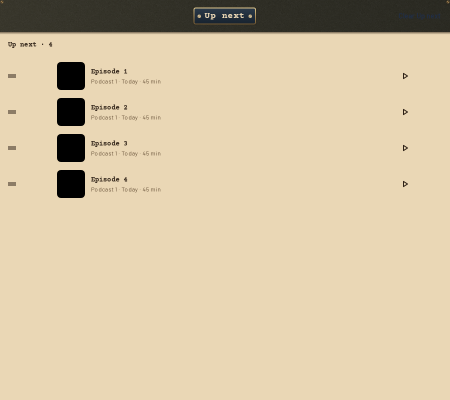 Up next
Up next · 4
Episode 1
Podcast 1 · Today · 45 min
Episode 2
Podcast 1 · Today · 45 min
Episode 3
Podcast 1 · Today · 45 min
Episode 4
Podcast 1 · Today · 45 min